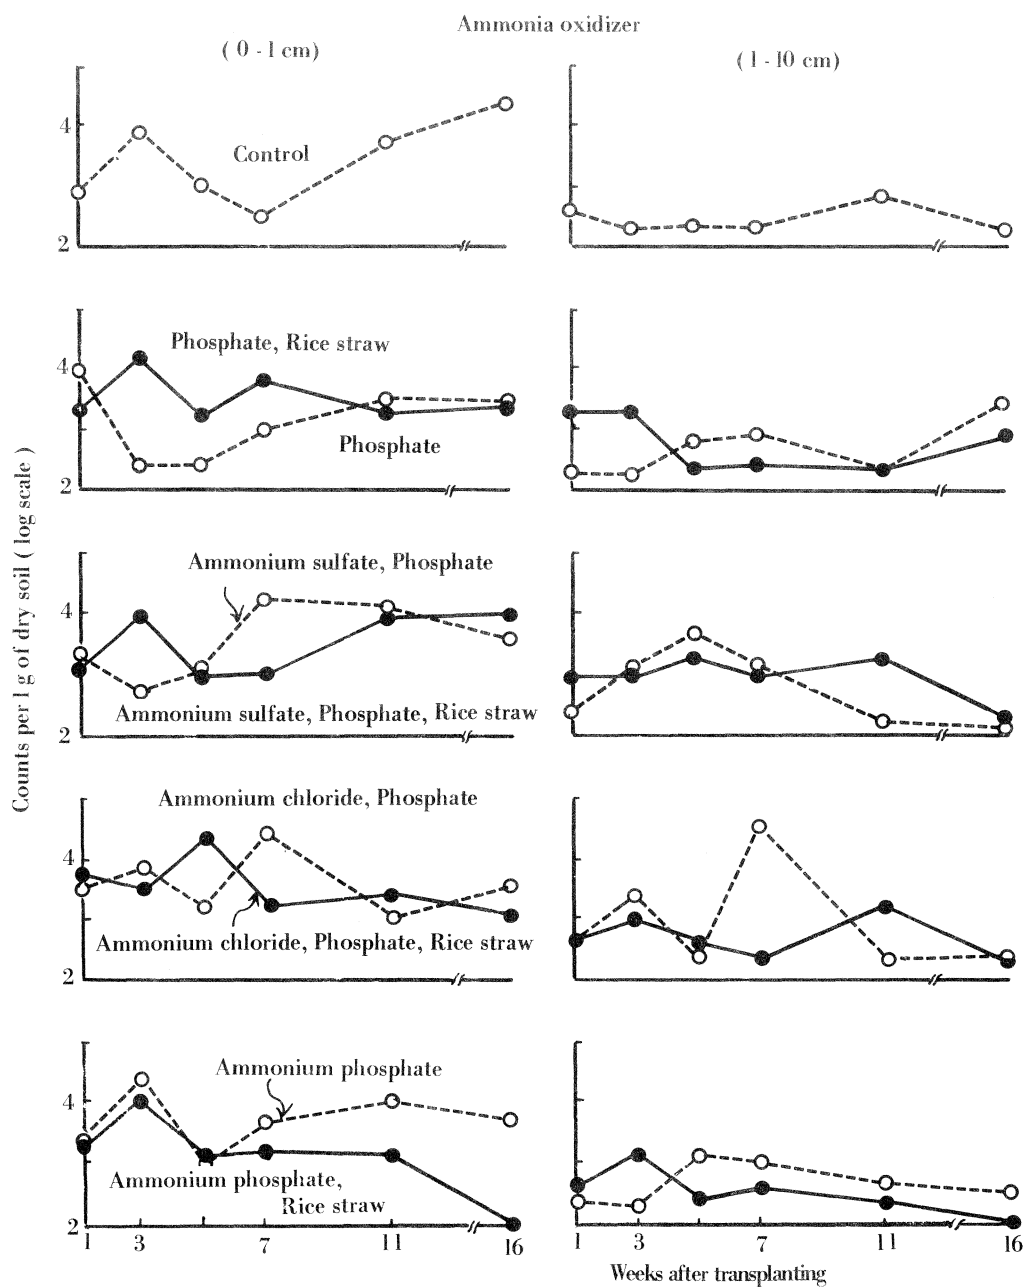 Ammonia oxidizer
( 0 - 1 cm)
( 1 - 10 cm)
Counts per 1 g of dry soil ( log scale )
4
Control
2
Phosphate, Rice straw
4
Phosphate
2
Ammonium sulfate, Phosphate
4
Ammonium sulfate, Phosphate, Rice straw
2
Ammonium chloride, Phosphate
4
Ammonium chloride, Phosphate, Rice straw
2
Ammonium phosphate
4
Ammonium phosphate,
Rice straw
2
1 3 7 11 16
1 3 7 11 16
Weeks after transplanting